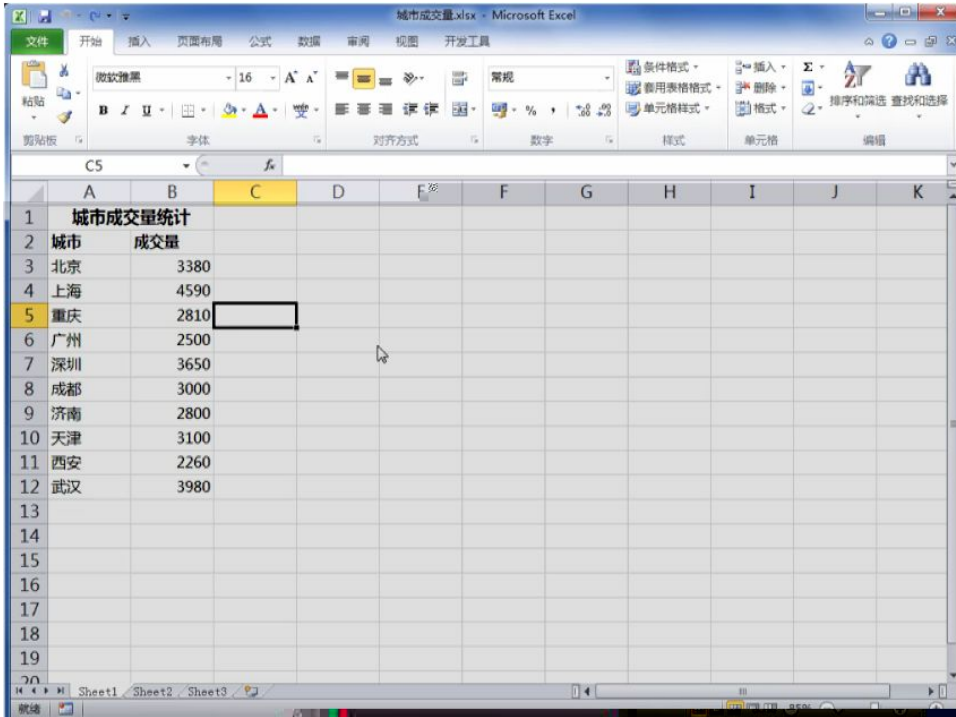 城市成交量.xlsx - Microsoft Excel
文件 开始 插入 页面布局 公式 数据 审阅 视图 开发工具
微软雅黑 16 A A 常规 条件格式 插入 Σ
粘贴 套用表格格式 删除 排序和筛选 查找和选择
B I U A wén % , 单元格样式 格式
剪贴板 字体 对齐方式 数字 样式 单元格 编辑
C5 fx
A B C D E F G H I J K
1 城市成交量统计
2 城市 成交量
3 北京 3380
4 上海 4590
5 重庆 2810
6 广州 2500
7 深圳 3650
8 成都 3000
9 济南 2800
10 天津 3100
11 西安 2260
12 武汉 3980
13
14
15
16
17
18
19
20
Sheet1 Sheet2 Sheet3
就绪 85%